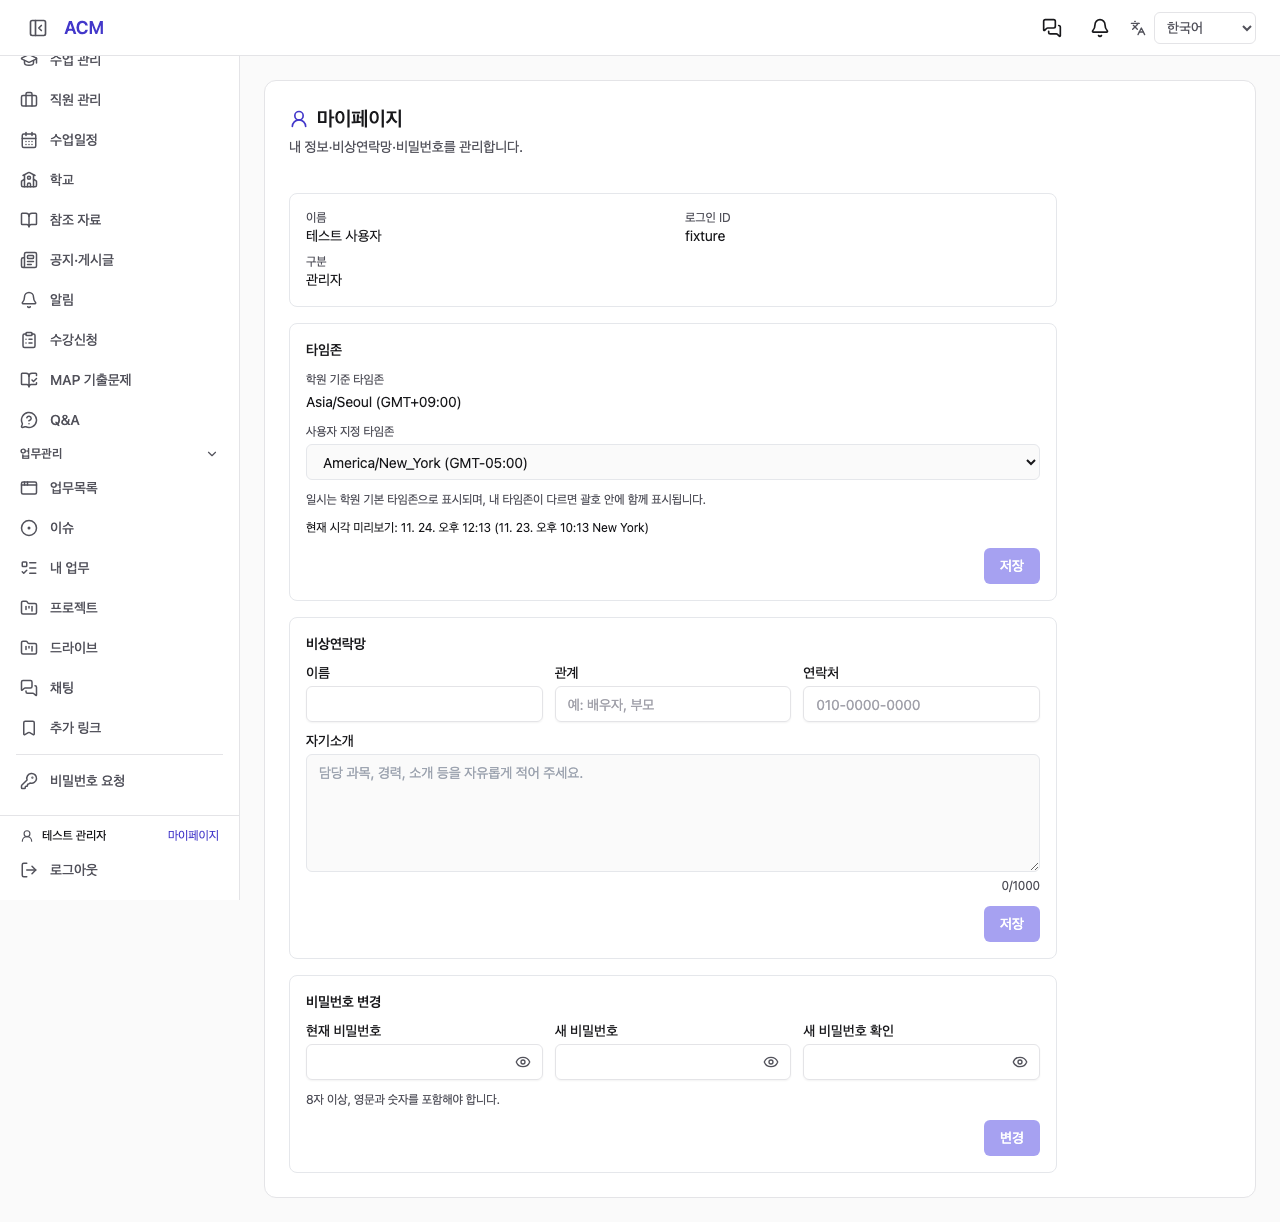 ACM
한국어
수업 관리
직원 관리
수업일정
학교
참조 자료
공지·게시글
알림
수강신청
MAP 기출문제
Q&A
업무관리
업무목록
이슈
내 업무
프로젝트
드라이브
채팅
추가 링크
비밀번호 요청
테스트 관리자
마이페이지
로그아웃
마이페이지
내 정보·비상연락망·비밀번호를 관리합니다.
이름
테스트 사용자
로그인 ID
fixture
구분
관리자
타임존
학원 기준 타임존
Asia/Seoul (GMT+09:00)
사용자 지정 타임존
America/New_York (GMT-05:00)
일시는 학원 기본 타임존으로 표시되며, 내 타임존이 다르면 괄호 안에 함께 표시됩니다.
현재 시각 미리보기: 11. 24. 오후 12:13 (11. 23. 오후 10:13 New York)
저장
비상연락망
이름
관계
예: 배우자, 부모
연락처
010-0000-0000
자기소개
담당 과목, 경력, 소개 등을 자유롭게 적어 주세요.
0/1000
저장
비밀번호 변경
현재 비밀번호
새 비밀번호
새 비밀번호 확인
8자 이상, 영문과 숫자를 포함해야 합니다.
변경